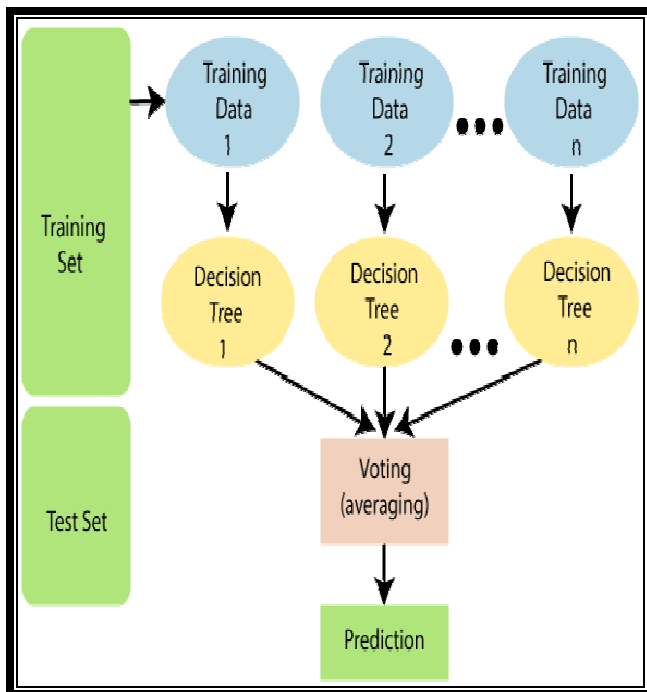 Training
Set
Training
Data
1
Training
Data
2
Training
Data
n
Decision
Tree
1
Decision
Tree
2
Decision
Tree
n
Test Set
Voting
(averaging)
Prediction